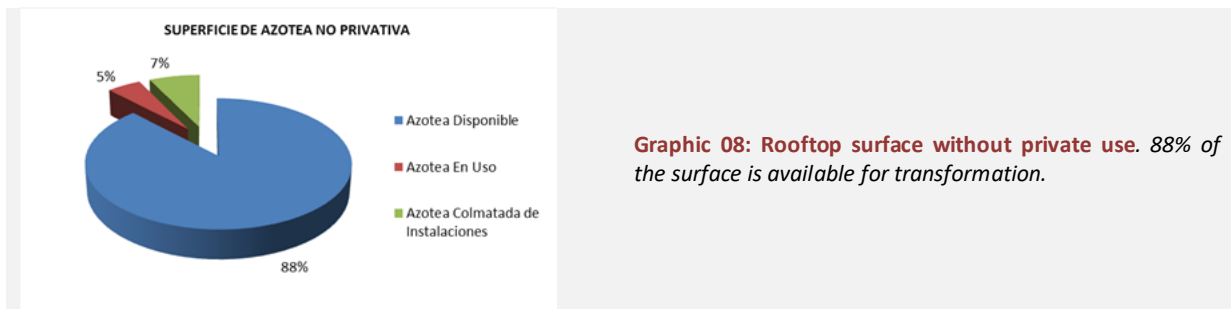 SUPERFICIE DE AZOTEA NO PRIVATIVA
7%
5%
88%
Azotea Disponible
Azotea En Uso
Azotea Colmatada de
Instalaciones
Graphic 08: Rooftop surface without private use. 88% of
the surface is available for transformation.